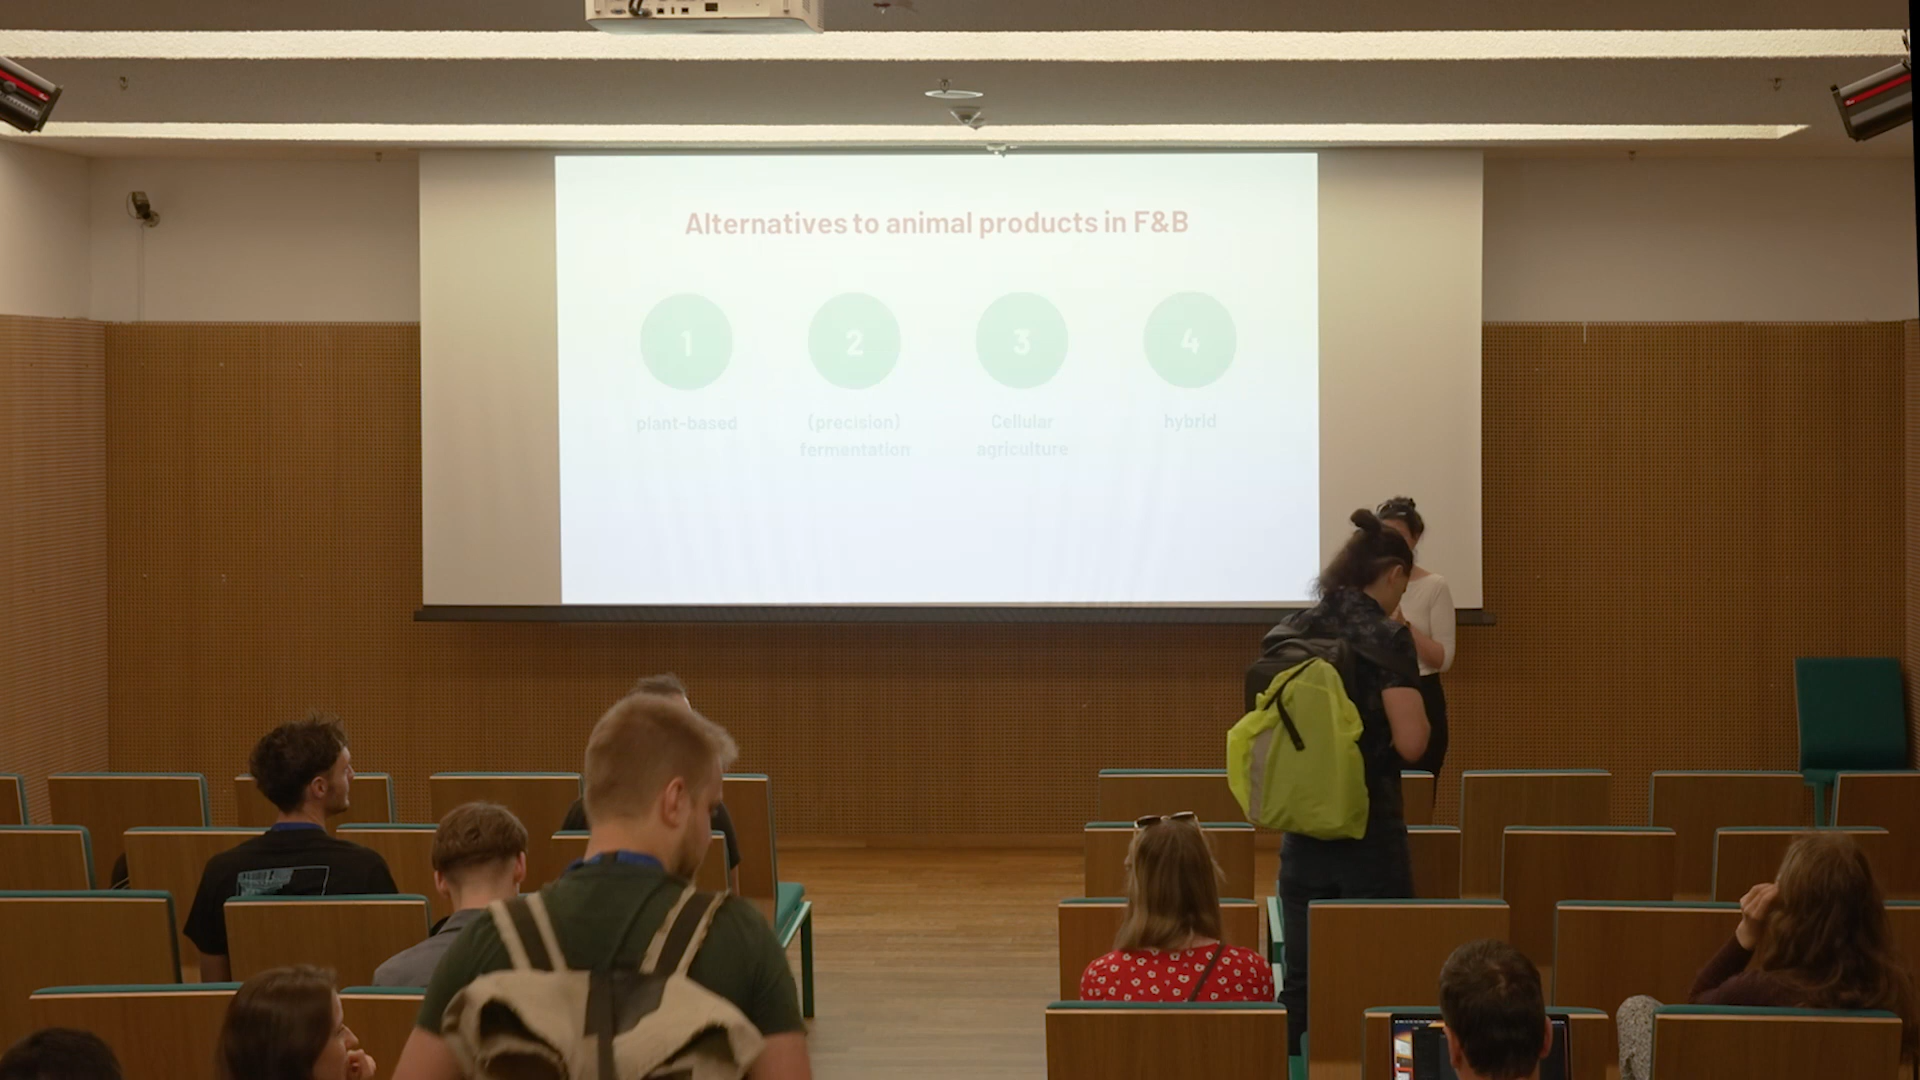 Alternatives to animal products in F&B
1 2 3 4
plant-based (precision) Cellular hybrid
fermentation agriculture